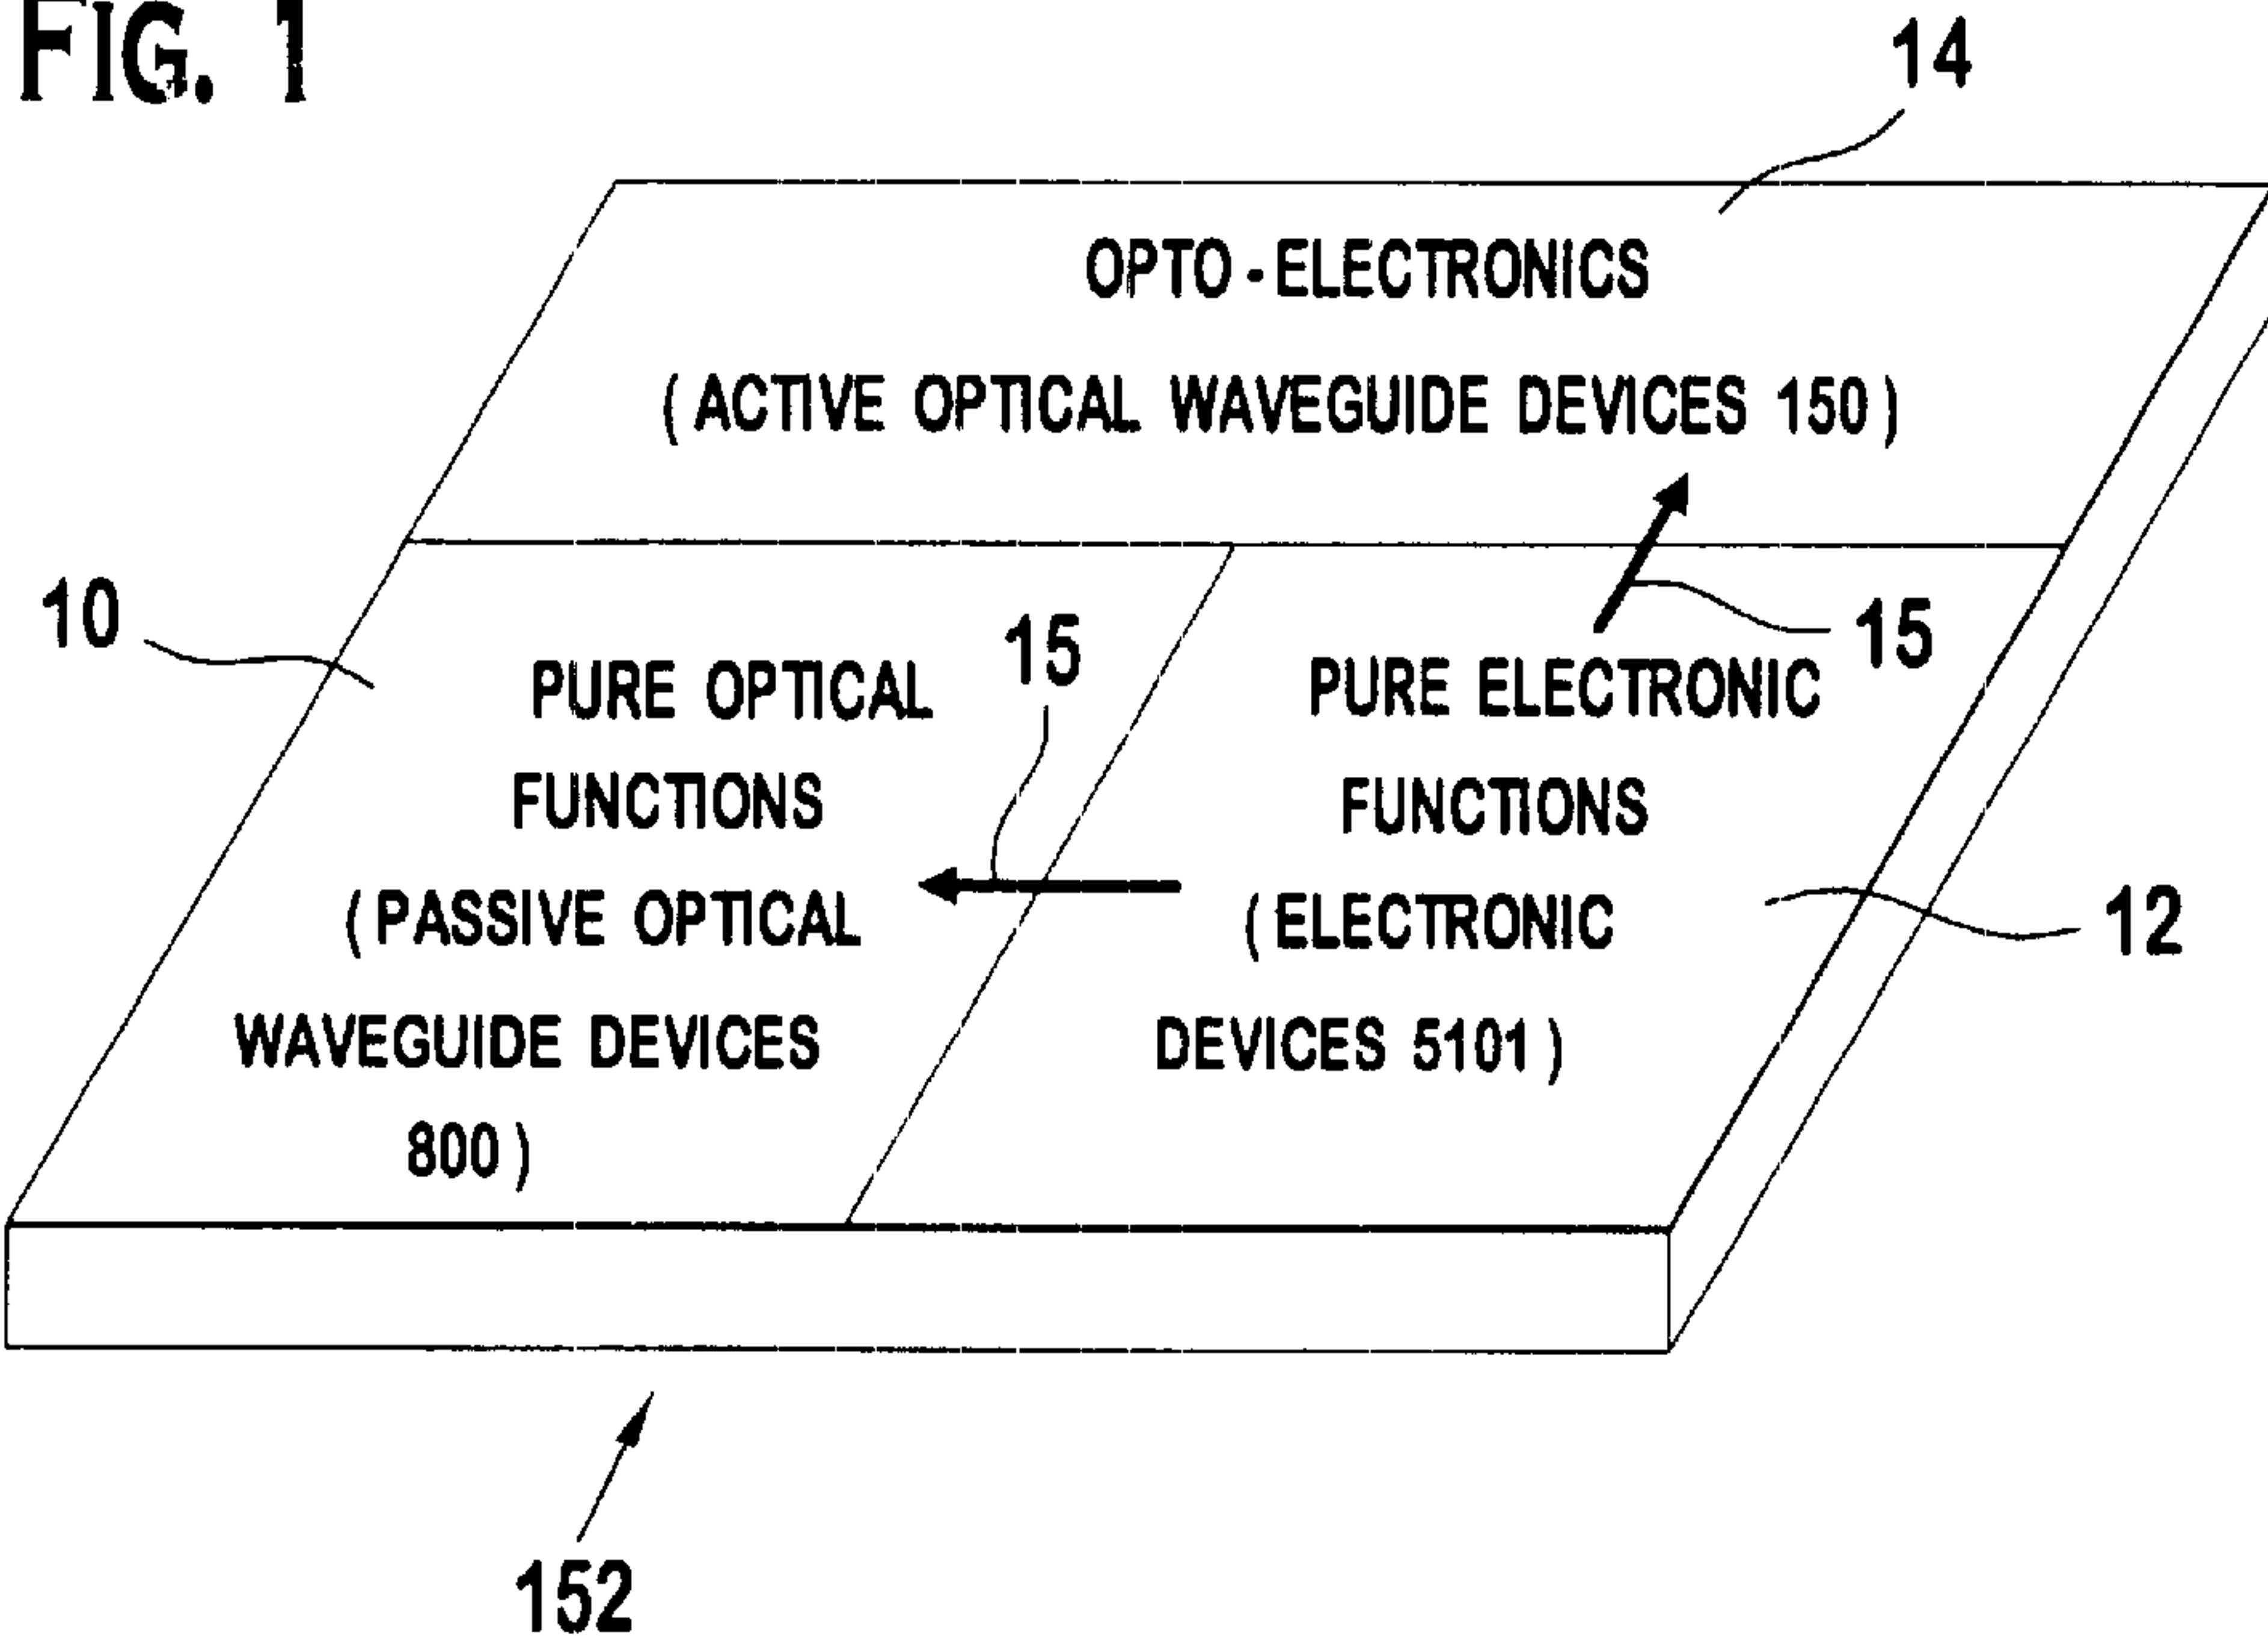 FIG. 1
14
OPTO-ELECTRONICS
(ACTIVE OPTICAL WAVEGUIDE DEVICES 150)
10
15
15
PURE OPTICAL
FUNCTIONS
(PASSIVE OPTICAL
WAVEGUIDE DEVICES
800)
PURE ELECTRONIC
FUNCTIONS
(ELECTRONIC
DEVICES 5101)
12
152